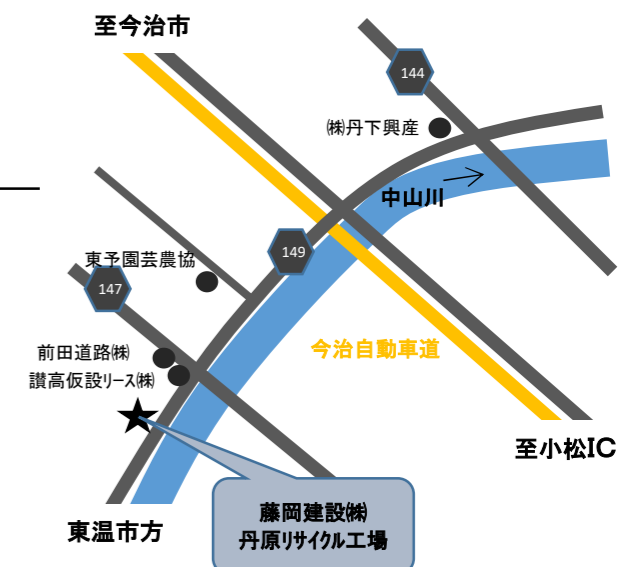 至今治市
144
㈱丹下興産
中山川
→
149
東予園芸農協
147
今治自動車道
前田道路㈱
讃高仮設リース㈱
至小松IC
藤岡建設㈱
丹原リサイクル工場
東温市方